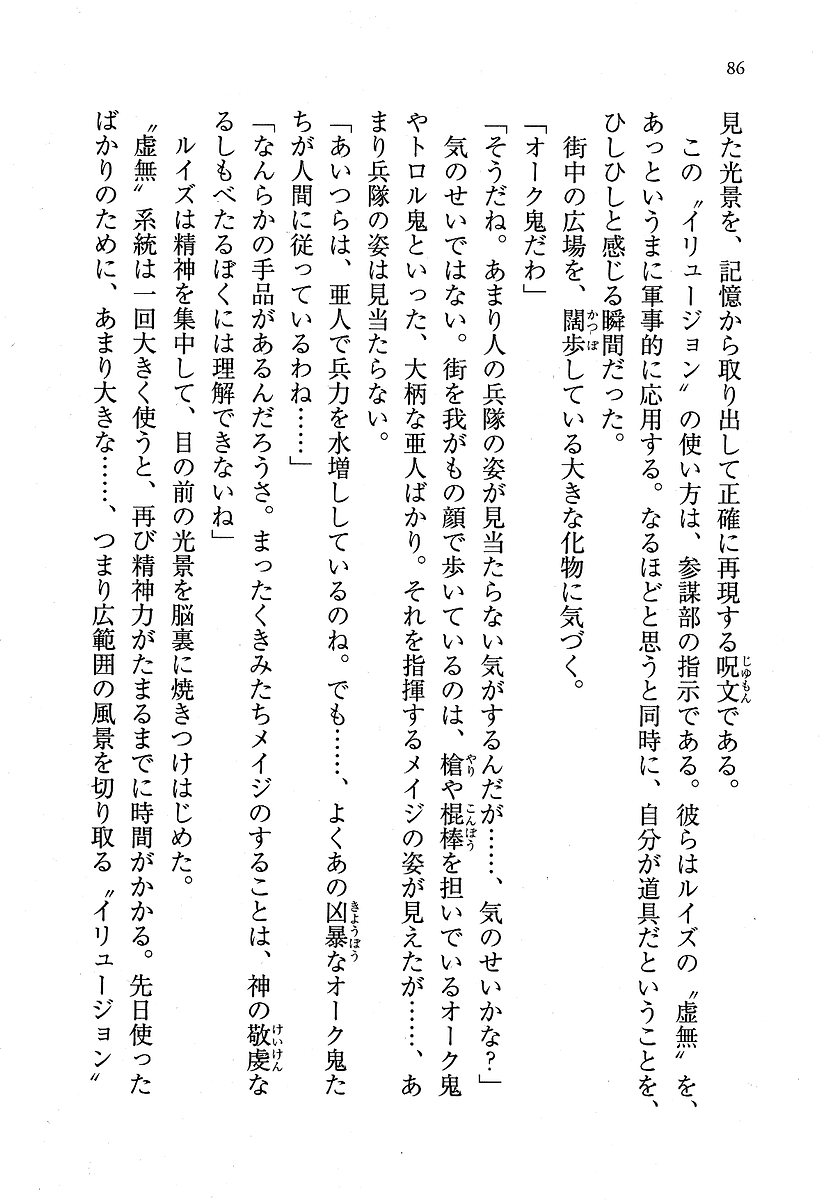 86
見た光景を、記憶から取り出して正確に再現する呪文である。
この〝イリュージョン〟の使い方は、参謀部の指示である。彼らはルイズの〝虚無〟を、
あっというまに軍事的に応用する。なるほどと思うと同時に、自分が道具だということを、
ひしひしと感じる瞬間だった。
街中の広場を、闊歩している大きな化物に気づく。
「オーク鬼だわ」
「そうだね。あまり人の兵隊の姿が見当たらない気がするんだが……、気のせいかな？」
気のせいではない。街を我がもの顔で歩いているのは、槍や棍棒を担いでいるオーク鬼
やトロル鬼といった、大柄な亜人ばかり。それを指揮するメイジの姿が見えたが……、あ
まり兵隊の姿は見当たらない。
「あいつらは、亜人で兵力を水増ししているのね。でも……、よくあの凶暴なオーク鬼た
ちが人間に従っているわね……」
「なんらかの手品があるんだろうさ。まったくきみたちメイジのすることは、神の敬虔な
るしもべたるぼくには理解できないね」
ルイズは精神を集中して、目の前の光景を脳裏に焼きつけはじめた。
〝虚無〟系統は一回大きく使うと、再び精神力がたまるまでに時間がかかる。先日使った
ばかりのために、あまり大きな……、つまり広範囲の風景を切り取る〝イリュージョン〟